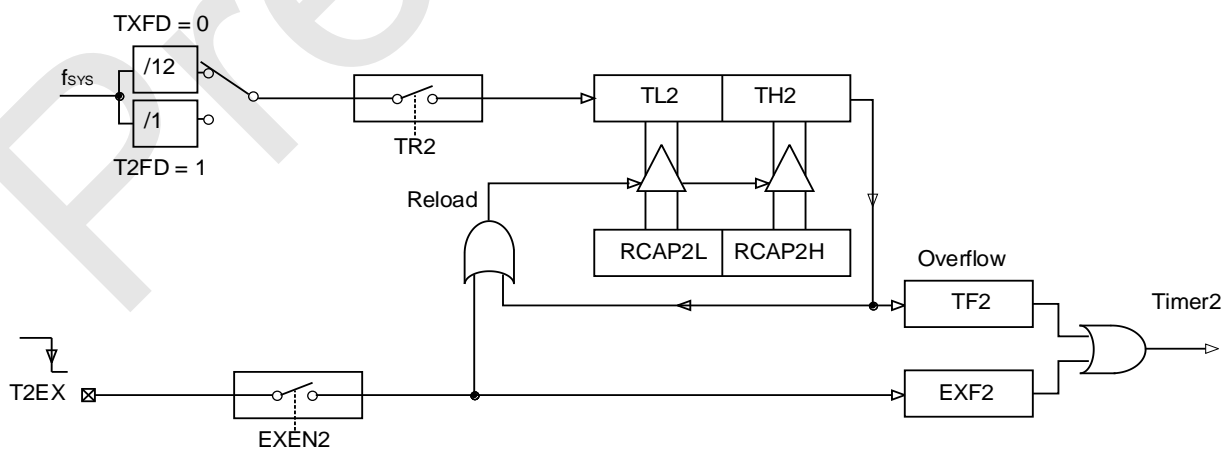 Pre
TXFD = 0
fSYS
/12
/1
T2FD = 1
TR2
TL2
TH2
Reload
RCAP2L
RCAP2H
Overflow
TF2
Timer2
T2EX
EXEN2
EXF2